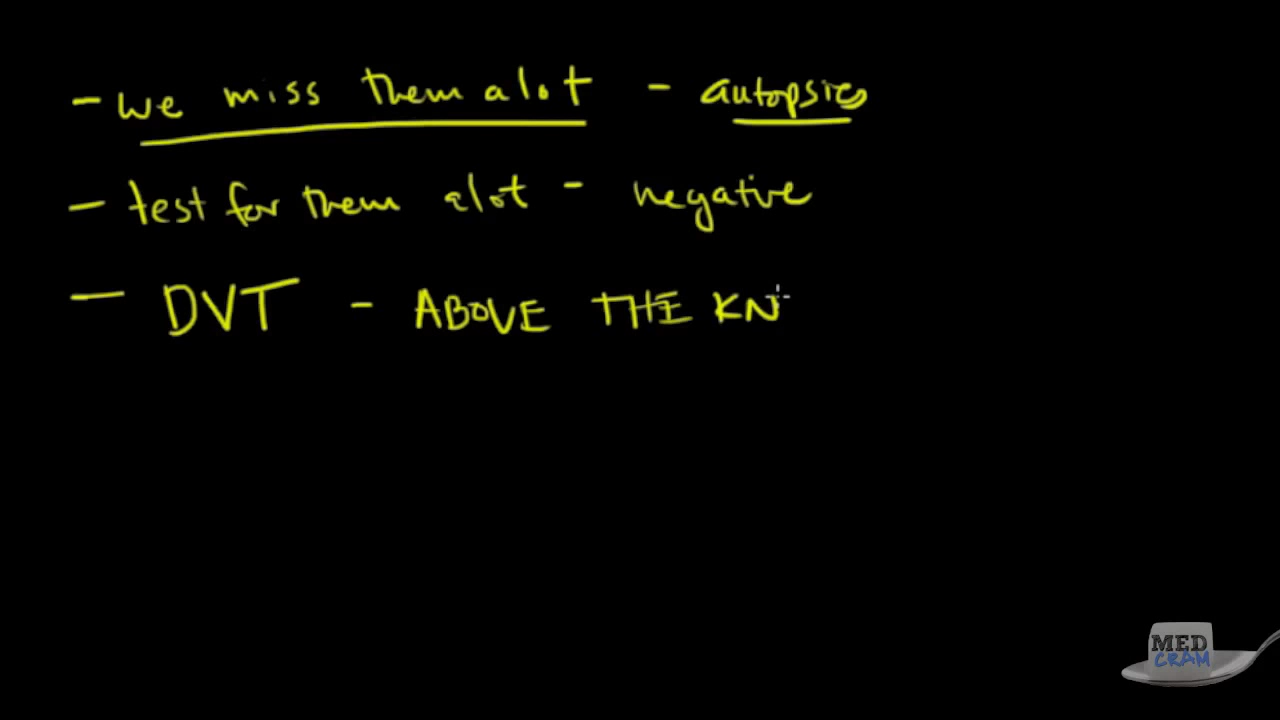 - we miss them alot - autopsies
- test for them alot - negative
- DVT - ABOVE THE KN
MED
CRAM